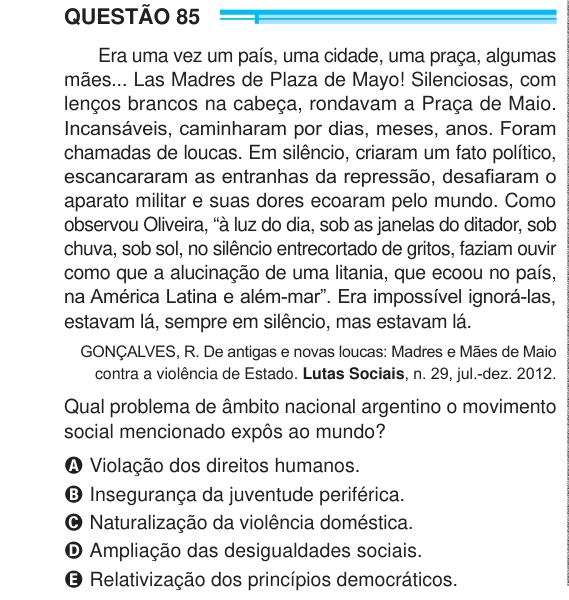 QUESTÃO 85
Era uma vez um país, uma cidade, uma praça, algumas
mães... Las Madres de Plaza de Mayo! Silenciosas, com
lenços brancos na cabeça, rondavam a Praça de Maio.
Incansáveis, caminharam por dias, meses, anos. Foram
chamadas de loucas. Em silêncio, criaram um fato político,
escancararam as entranhas da repressão, desafiaram o
aparato militar e suas dores ecoaram pelo mundo. Como
observou Oliveira, “à luz do dia, sob as janelas do ditador, sob
chuva, sob sol, no silêncio entrecortado de gritos, faziam ouvir
como que a alucinação de uma litania, que ecoou no país,
na América Latina e além-mar”. Era impossível ignorá-las,
estavam lá, sempre em silêncio, mas estavam lá.
GONÇALVES, R. De antigas e novas loucas: Madres e Mães de Maio
contra a violência de Estado. Lutas Sociais, n. 29, jul.-dez. 2012.
Qual problema de âmbito nacional argentino o movimento
social mencionado expôs ao mundo?
A Violação dos direitos humanos.
B Insegurança da juventude periférica.
C Naturalização da violência doméstica.
D Ampliação das desigualdades sociais.
E Relativização dos princípios democráticos.